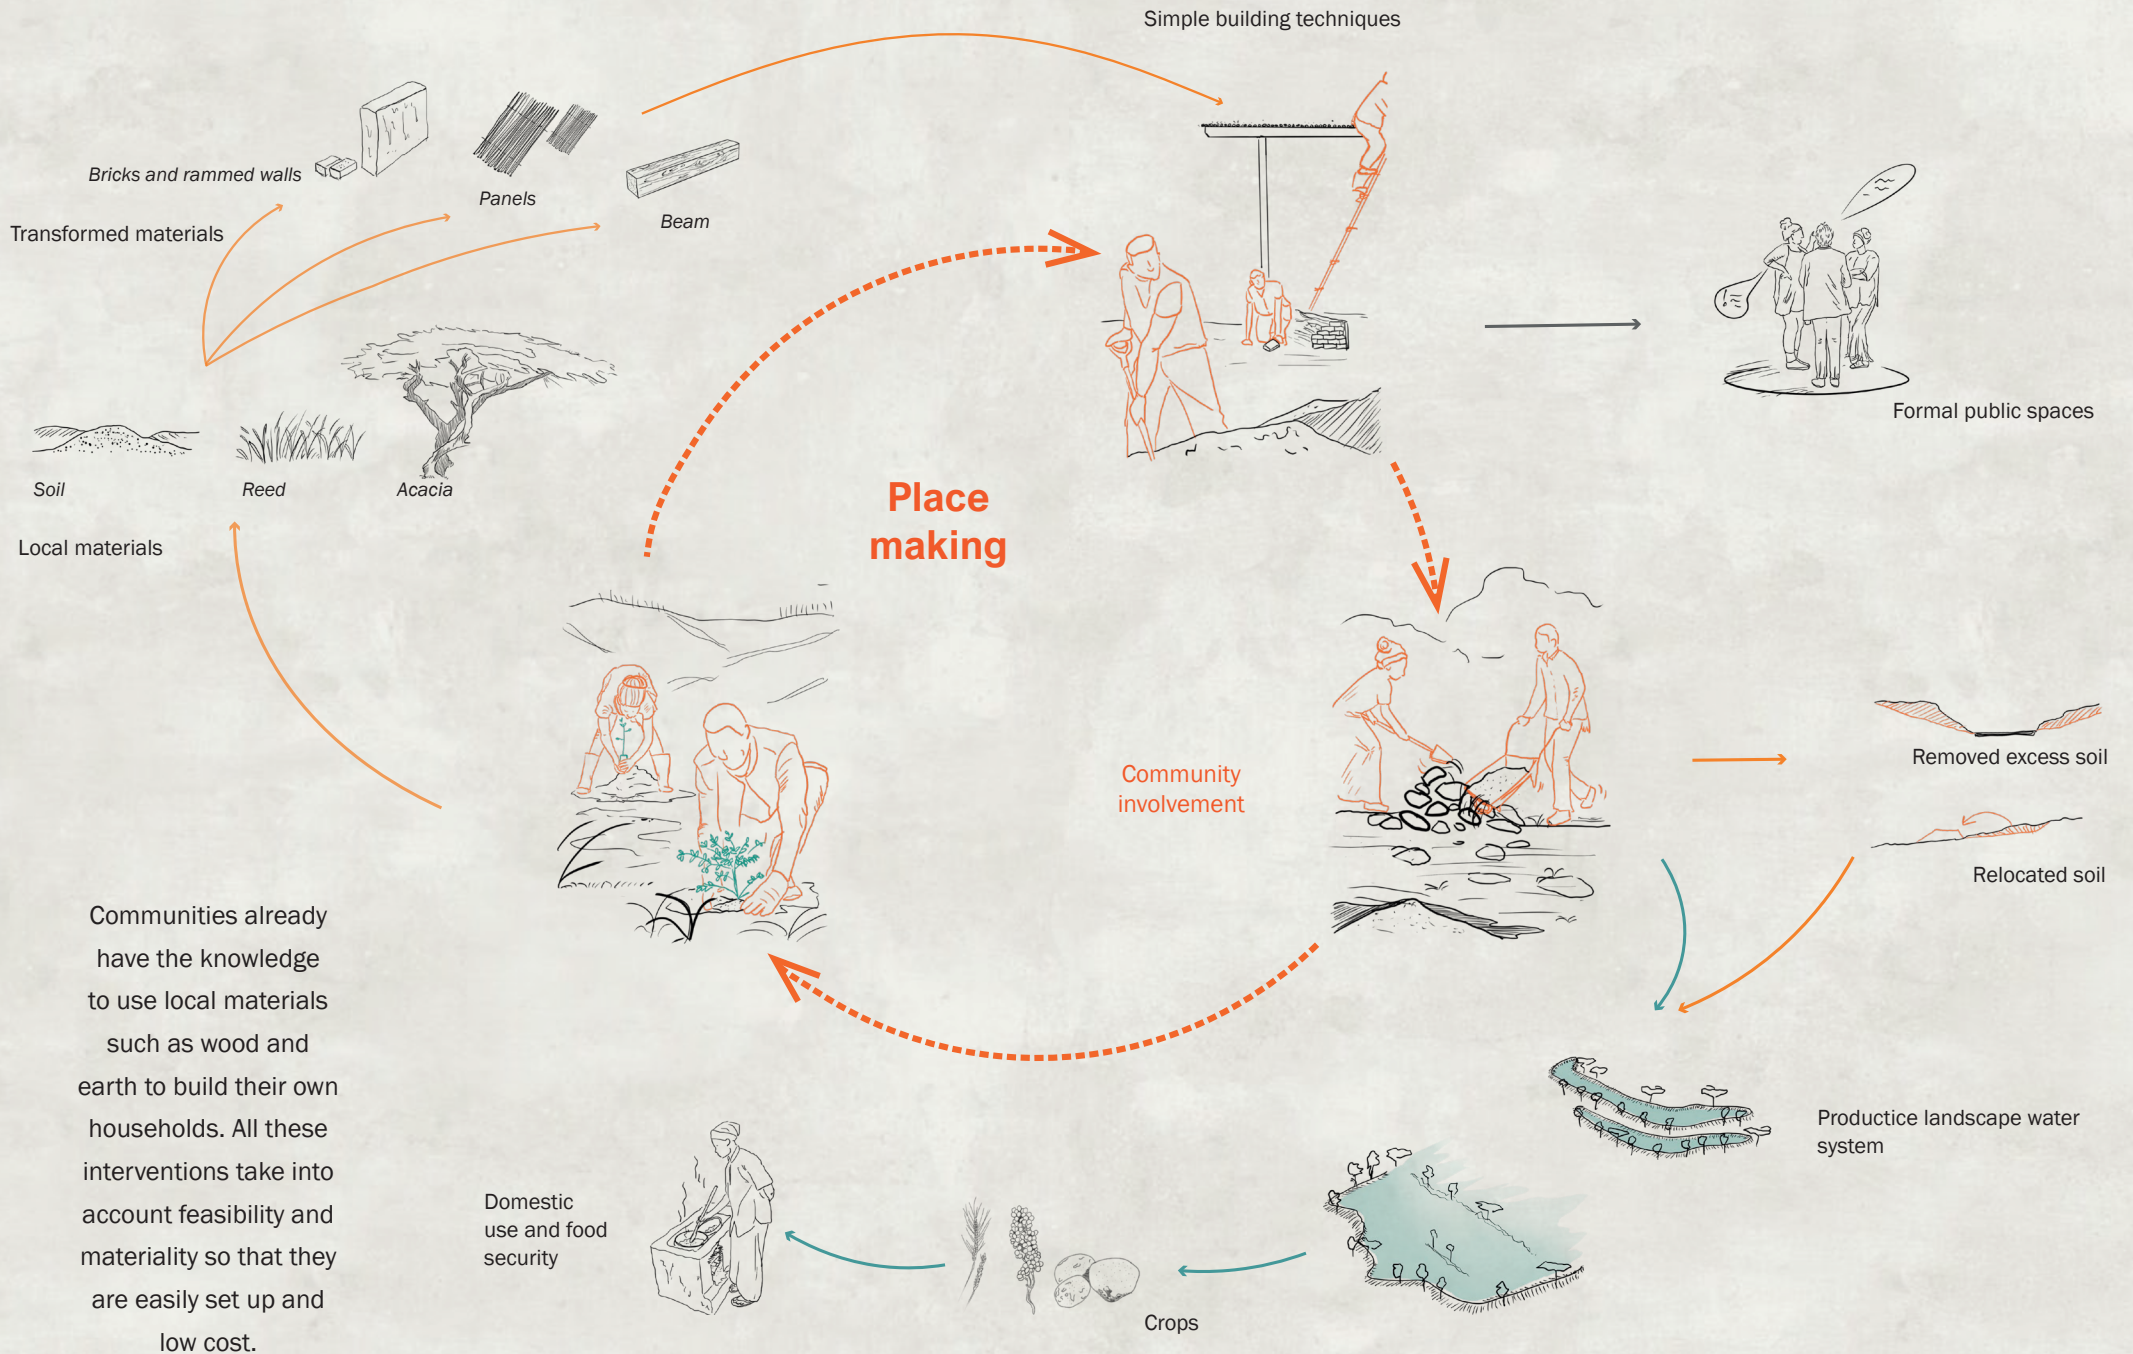 Simple building techniques
Bricks and rammed walls
Panels
Beam
Transformed materials
Formal public spaces
Soil
Reed
Acacia
Local materials
Place
making
Community
involvement
Removed excess soil
Relocated soil
Communities already
have the knowledge
to use local materials
such as wood and
earth to build their own
households. All these
interventions take into
account feasibility and
materiality so that they
are easily set up and
low cost.
Domestic
use and food
security
Crops
Productice landscape water
system